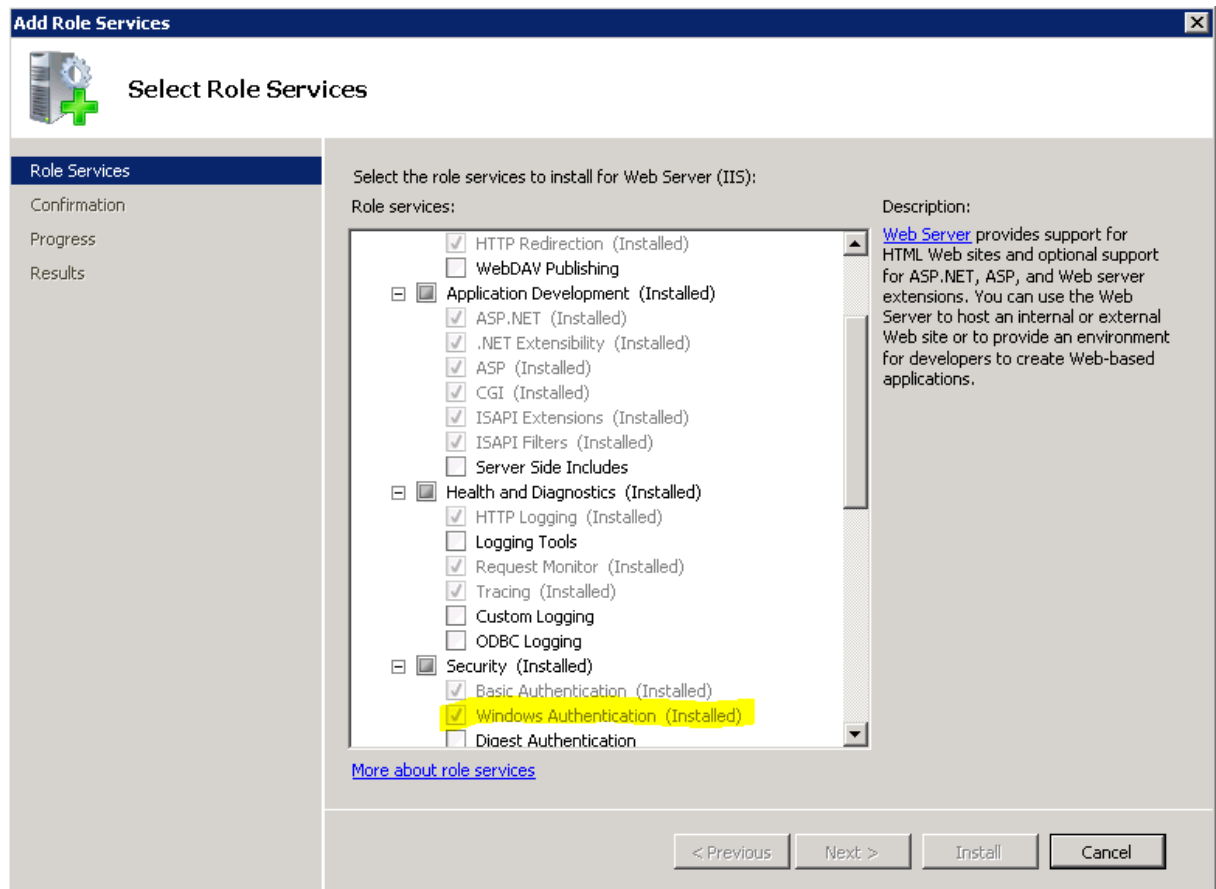 Add Role Services
Select Role Services
Role Services
Confirmation
Progress
Results
Select the role services to install for Web Server (IIS):
Role services:
HTTP Redirection (Installed)
WebDAV Publishing
Application Development (Installed)
ASP.NET (Installed)
.NET Extensibility (Installed)
ASP (Installed)
CGI (Installed)
ISAPI Extensions (Installed)
ISAPI Filters (Installed)
Server Side Includes
Health and Diagnostics (Installed)
HTTP Logging (Installed)
Logging Tools
Request Monitor (Installed)
Tracing (Installed)
Custom Logging
ODBC Logging
Security (Installed)
Basic Authentication (Installed)
Windows Authentication (Installed)
Digest Authentication
More about role services
Description:
Web Server provides support for
HTML Web sites and optional support
for ASP.NET, ASP, and Web server
extensions. You can use the Web
Server to host an internal or external
Web site or to provide an environment
for developers to create Web-based
applications.
< Previous
Next >
Install
Cancel